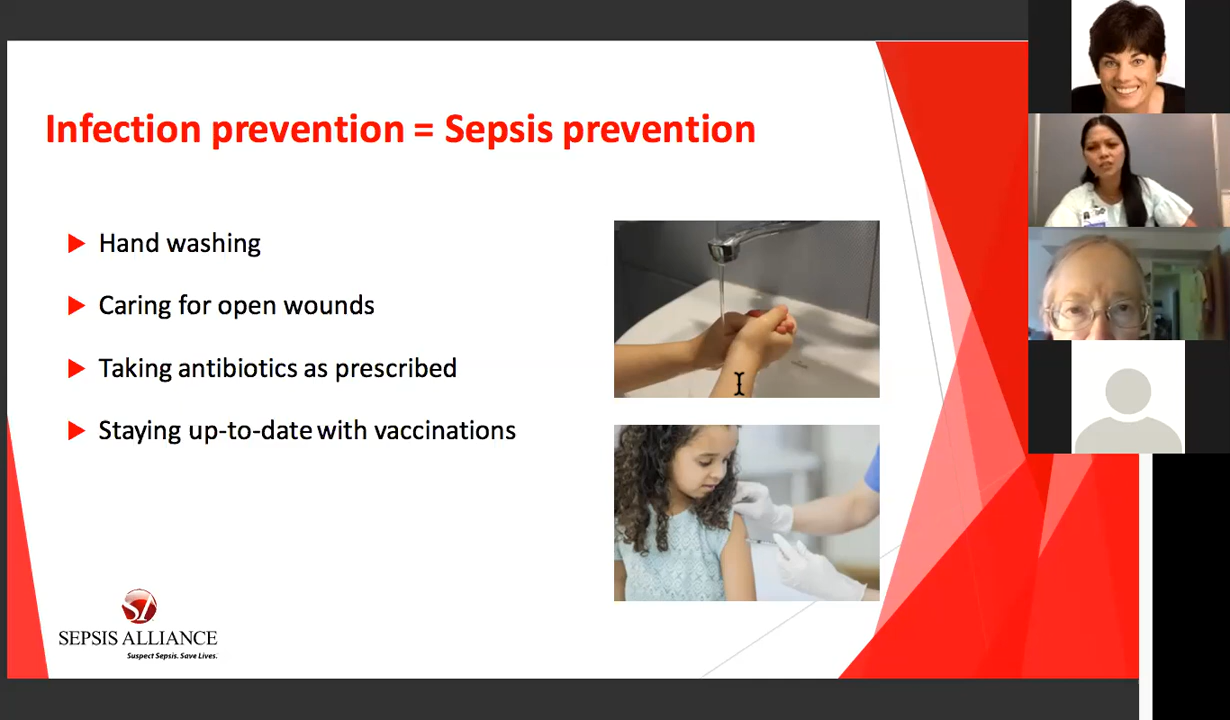 Infection prevention = Sepsis prevention
Hand washing
Caring for open wounds
Taking antibiotics as prescribed
Staying up-to-date with vaccinations
SA
SEPSIS ALLIANCE
Suspect Sepsis. Save Lives.